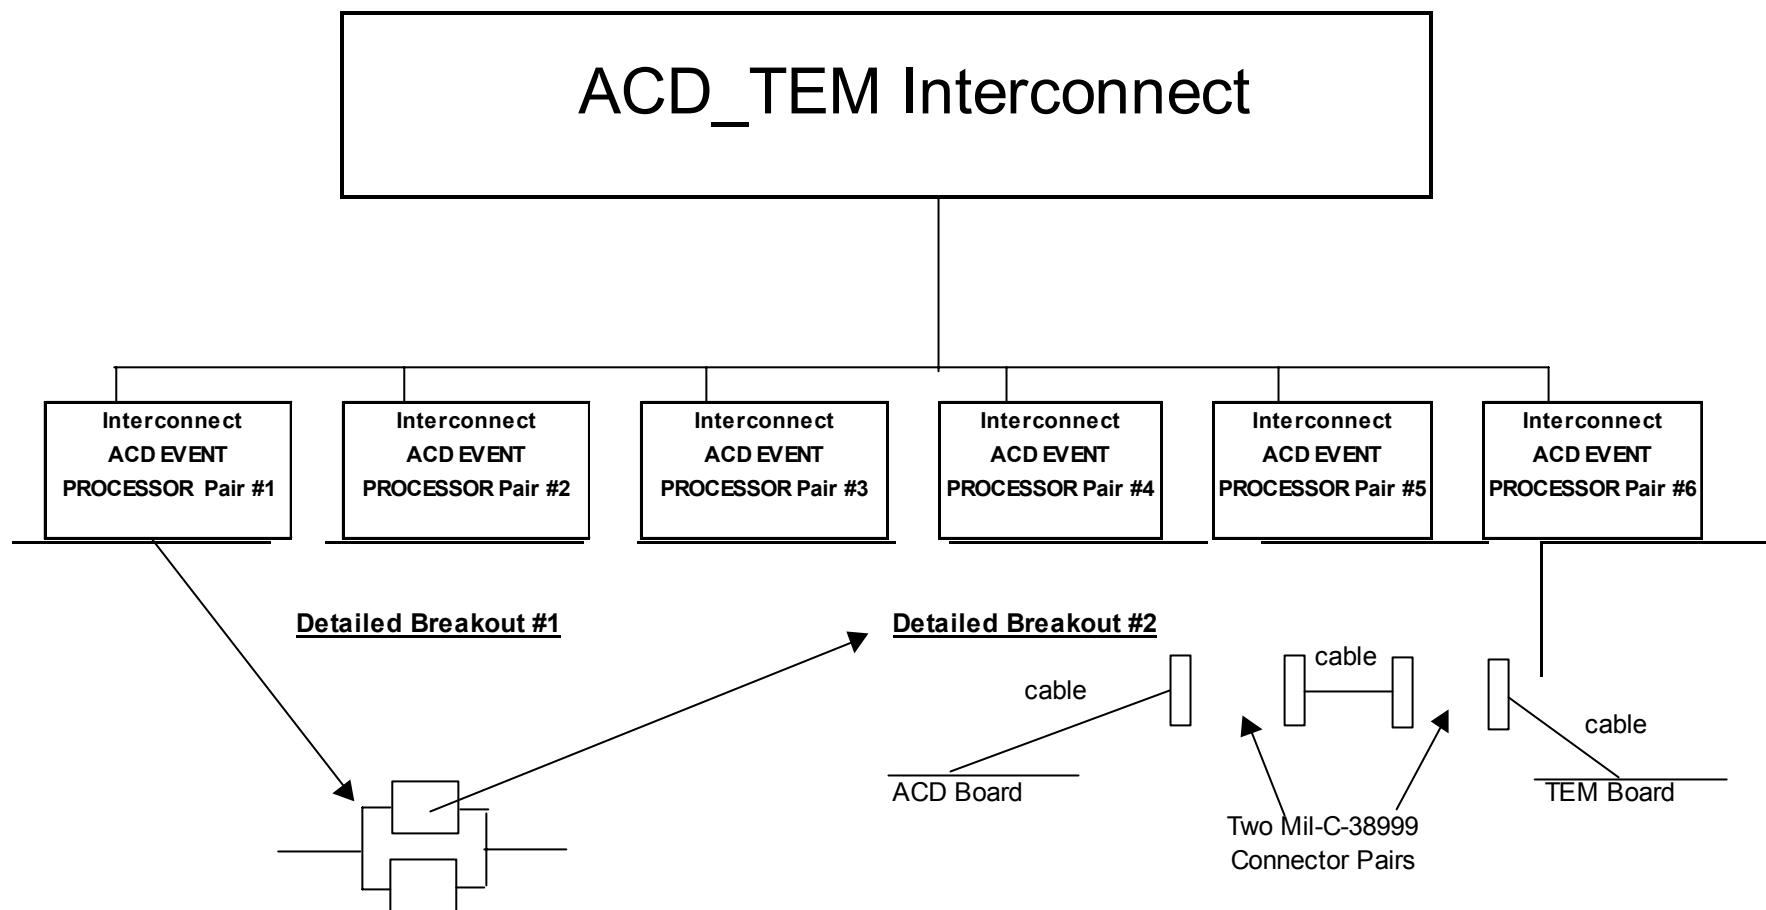 ACD_TEM Interconnect
Interconnect
ACD EVENT
PROCESSOR Pair #1
Interconnect
ACD EVENT
PROCESSOR Pair #2
Interconnect
ACD EVENT
PROCESSOR Pair #3
Interconnect
ACD EVENT
PROCESSOR Pair #4
Interconnect
ACD EVENT
PROCESSOR Pair #5
Interconnect
ACD EVENT
PROCESSOR Pair #6
Detailed Breakout #1
Detailed Breakout #2
cable
cable
cable
ACD Board
TEM Board
Two Mil-C-38999
Connector Pairs